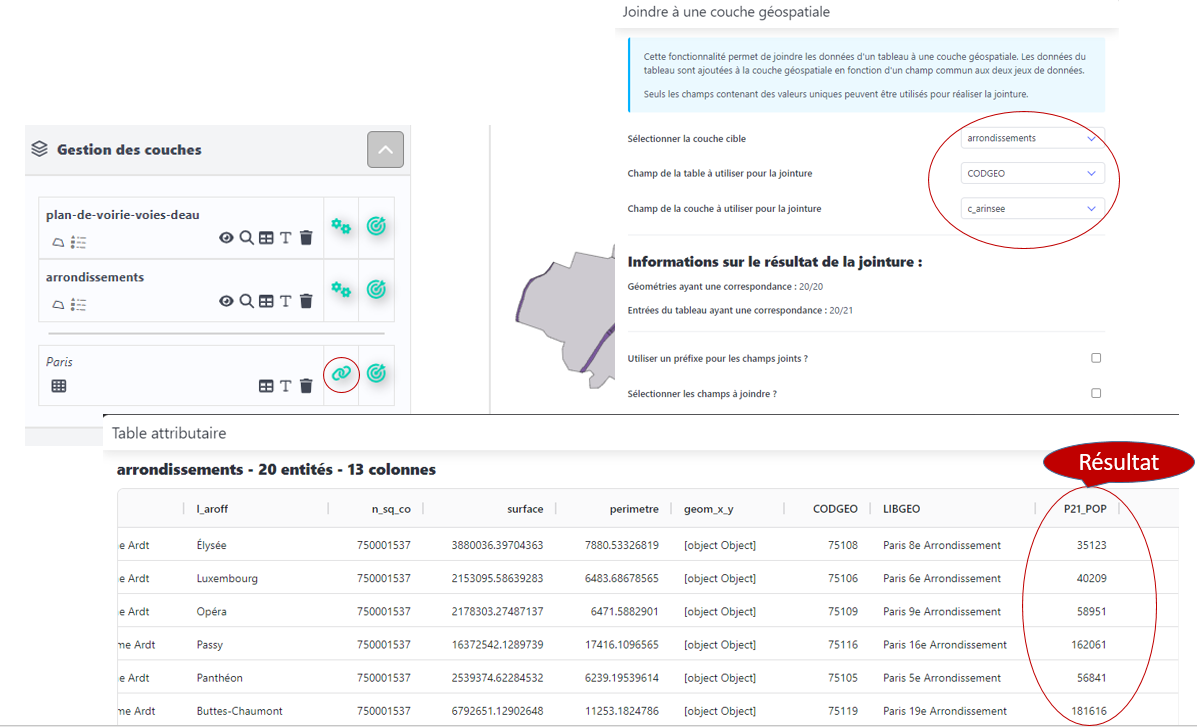 Joindre à une couche géospatiale
Cette fonctionnalité permet de joindre les données d'un tableau à une couche géospatiale. Les données du
tableau sont ajoutées à la couche géospatiale en fonction d'un champ commun aux deux jeux de données.
Seuls les champs contenant des valeurs uniques peuvent être utilisés pour réaliser la jointure.
Sélectionner la couche cible arrondissements
Champ de la table à utiliser pour la jointure CODGEO
Champ de la couche à utiliser pour la jointure c_arinsee
Informations sur le résultat de la jointure :
Géométries ayant une correspondance : 20/20
Entrées du tableau ayant une correspondance : 20/21
Utiliser un préfixe pour les champs joints ?
Sélectionner les champs à joindre ?
Gestion des couches
plan-de-voirie-voies-deau
T
arrondissements
T
Paris
T
Table attributaire
arrondissements - 20 entités - 13 colonnes
Résultat
l_aroff n_sq_co surface perimetre geom_x_y CODGEO LIBGEO P21_POP
e Ardt Élysée 750001537 3880036.39704363 7880.53326819 [object Object] 75108 Paris 8e Arrondissement 35123
e Ardt Luxembourg 750001537 2153095.58639283 6483.68678565 [object Object] 75106 Paris 6e Arrondissement 40209
e Ardt Opéra 750001537 2178303.27487137 6471.5882901 [object Object] 75109 Paris 9e Arrondissement 58951
me Ardt Passy 750001537 16372542.1289739 17416.1096565 [object Object] 75116 Paris 16e Arrondissement 162061
e Ardt Panthéon 750001537 2539374.62284532 6239.19539614 [object Object] 75105 Paris 5e Arrondissement 56841
me Ardt Buttes-Chaumont 750001537 6792651.12902648 11253.1824786 [object Object] 75119 Paris 19e Arrondissement 181616